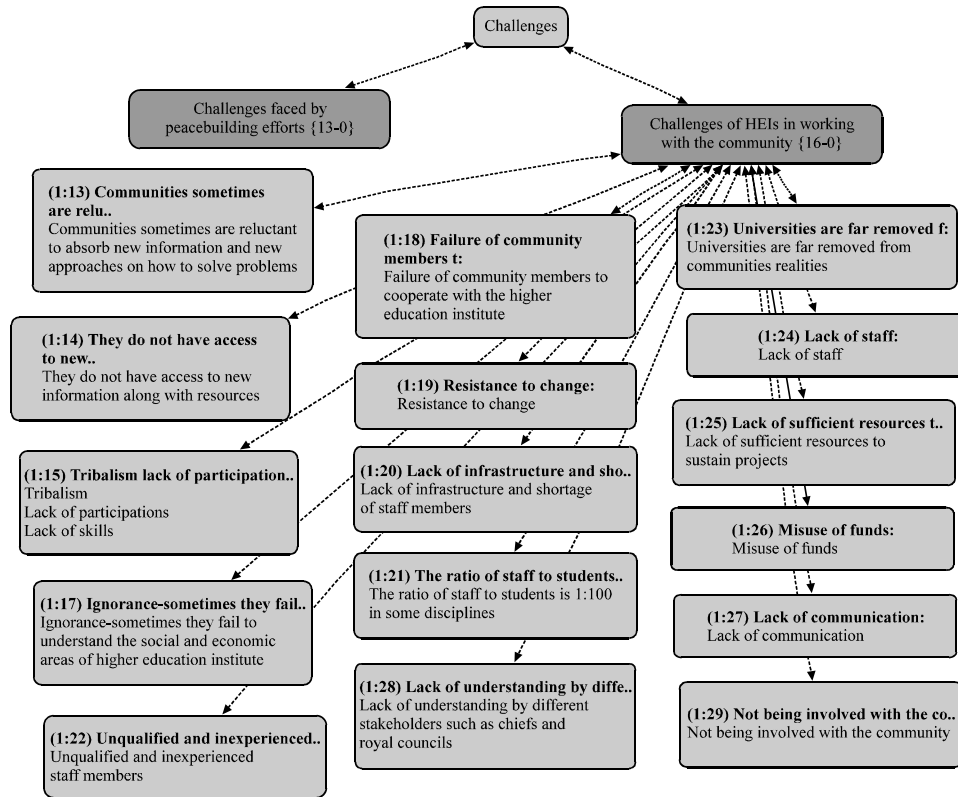 Challenges
Challenges faced by
peacebuilding efforts {13-0}
Challenges of HEIs in working
with the community {16-0}
(1:13) Communities sometimes
are relu..
Communities sometimes are reluctant
to absorb new information and new
approaches on how to solve problems
(1:14) They do not have access
to new..
They do not have access to new
information along with resources
(1:15) Tribalism lack of participation..
Tribalism
Lack of participations
Lack of skills
(1:17) Ignorance-sometimes they fail..
Ignorance-sometimes they fail to
understand the social and economic
areas of higher education institute
(1:22) Unqualified and inexperienced..
Unqualified and inexperienced
staff members
(1:18) Failure of community
members t:
Failure of community members to
cooperate with the higher
education institute
(1:19) Resistance to change:
Resistance to change
(1:20) Lack of infrastructure and sho..
Lack of infrastructure and shortage
of staff members
(1:21) The ratio of staff to students..
The ratio of staff to students is 1:100
in some disciplines
(1:28) Lack of understanding by diffe..
Lack of understanding by different
stakeholders such as chiefs and
royal councils
(1:23) Universities are far removed f:
Universities are far removed from
communities realities
(1:24) Lack of staff:
Lack of staff
(1:25) Lack of sufficient resources t..
Lack of sufficient resources to
sustain projects
(1:26) Misuse of funds:
Misuse of funds
(1:27) Lack of communication:
Lack of communication
(1:29) Not being involved with the co..
Not being involved with the community